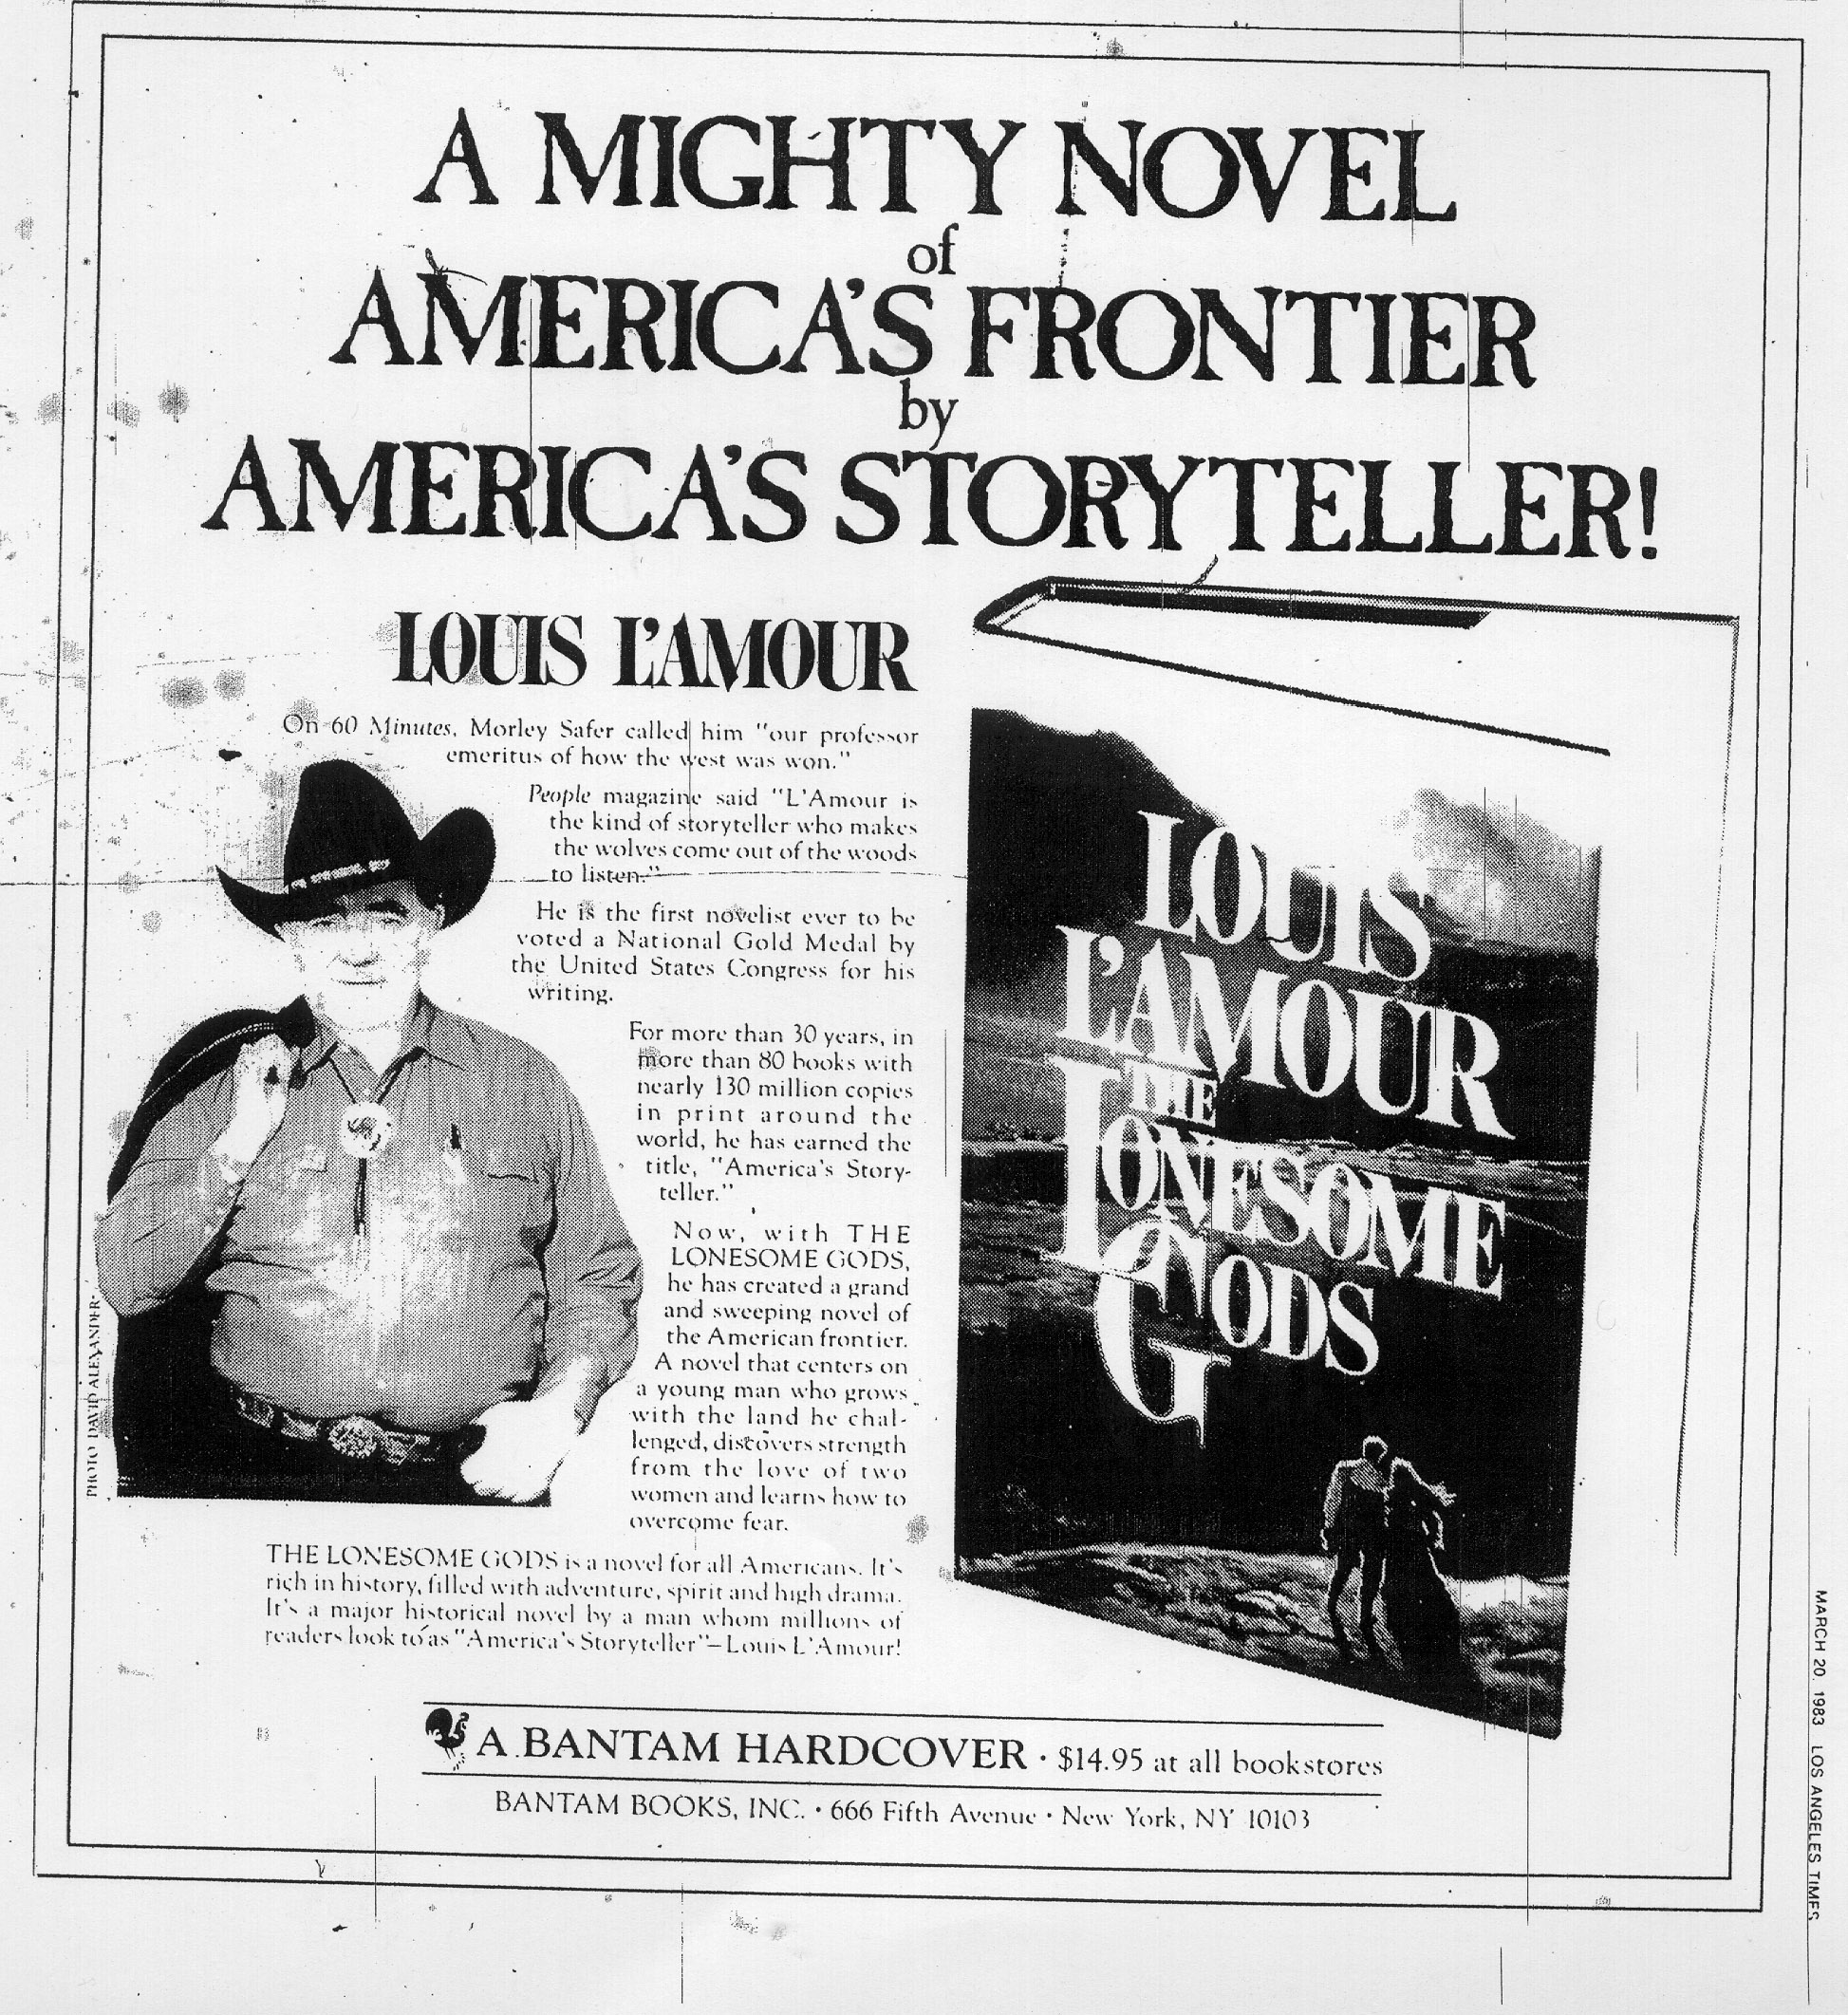 A MIGHTY NOVEL
of
AMERICA'S FRONTIER
by
AMERICA'S STORYTELLER!
LOUIS L'AMOUR
On 60 Minutes, Morley Safer called him "our professor
emeritus of how the west was won."
People magazine said "L'Amour is
the kind of storyteller who makes
the wolves come out of the woods
to listen."
He is the first novelist ever to be
voted a National Gold Medal by
the United States Congress for his
writing.
For more than 30 years, in
more than 80 books with
nearly 130 million copies
in print around the
world, he has earned the
title, "America's Story-
teller."
Now, with THE
LONESOME GODS,
he has created a grand
and sweeping novel of
the American frontier.
A novel that centers on
a young man who grows
with the land he chal-
lenged, discovers strength
from the love of two
women and learns how to
overcome fear.
THE LONESOME GODS is a novel for all Americans. It's
rich in history, filled with adventure, spirit and high drama.
It's a major historical novel by a man whom millions of
readers look to as "America's Storyteller"—Louis L'Amour!
PHOTO: DAVID ALEXANDER
LOUIS
L'AMOUR
THE
LONESOME
GODS
A BANTAM HARDCOVER · $14.95 at all bookstores
BANTAM BOOKS, INC. · 666 Fifth Avenue · New York, NY 10103
MARCH 20, 1983 LOS ANGELES TIMES